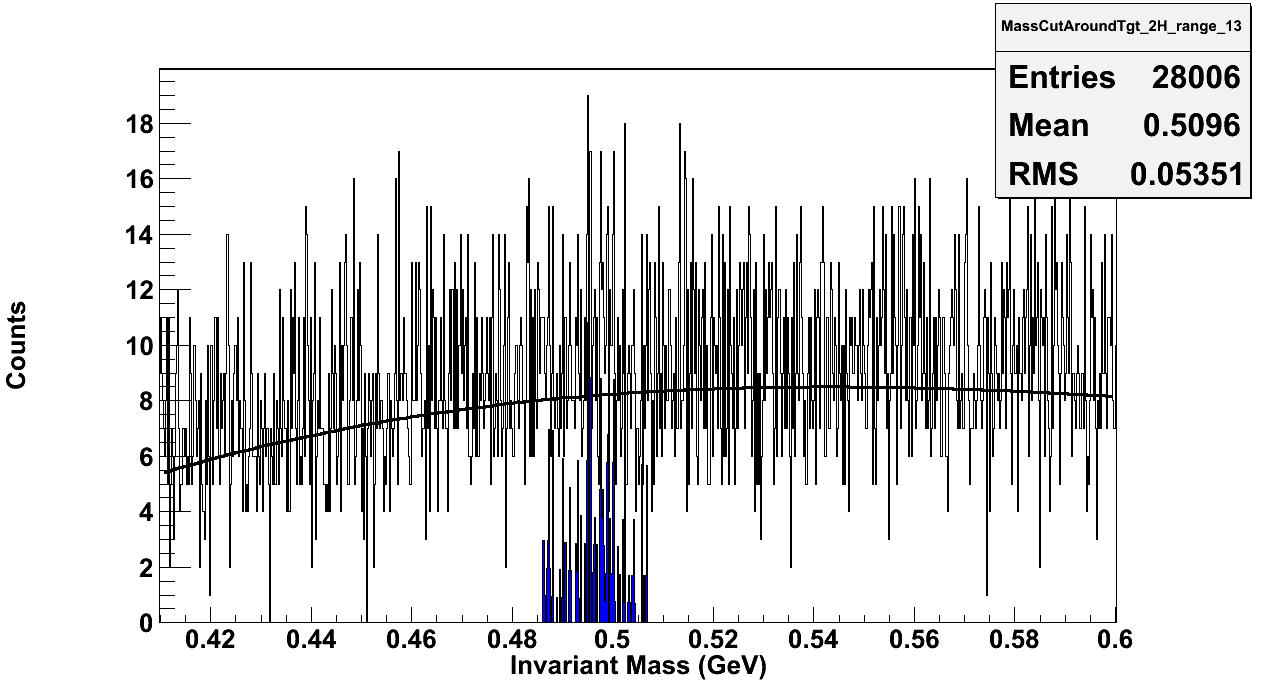 MassCutAroundTgt_2H_range_13
Entries 28006
Mean 0.5096
RMS 0.05351
Counts
18
16
14
12
10
8
6
4
2
0
0.42 0.44 0.46 0.48 0.5 0.52 0.54 0.56 0.58 0.6
Invariant Mass (GeV)